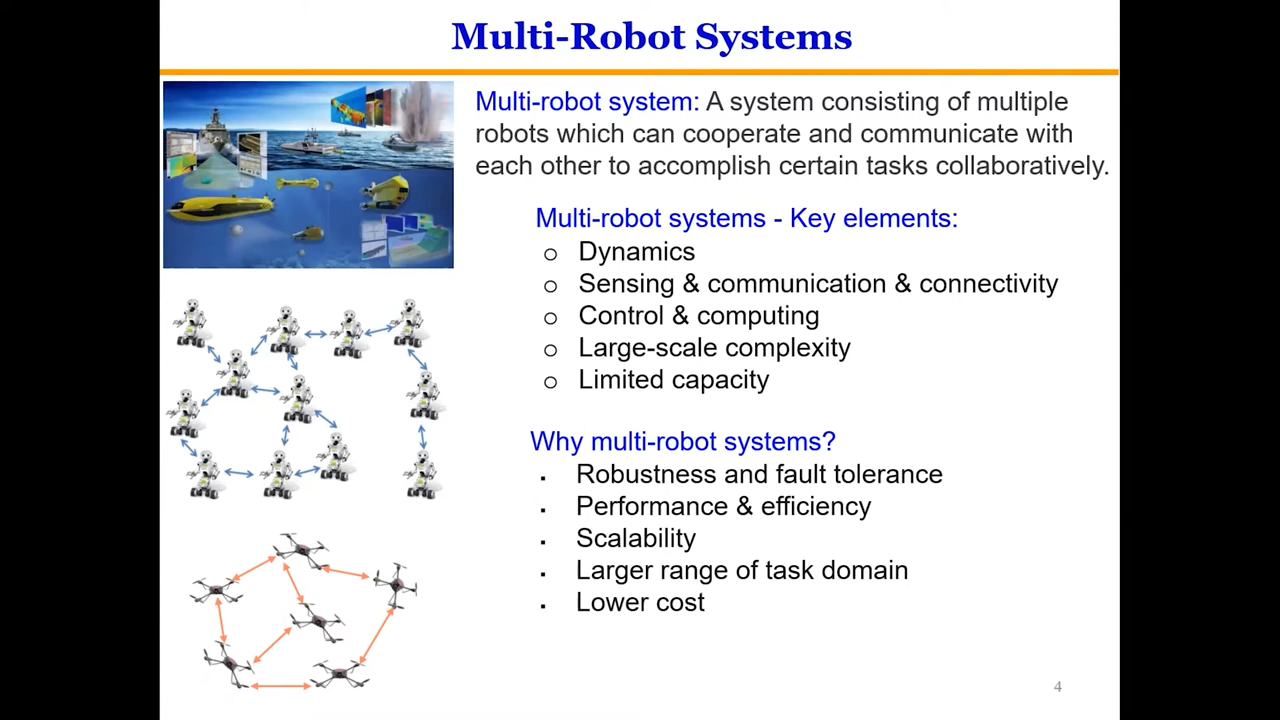 Multi-Robot Systems
Multi-robot system: A system consisting of multiple
robots which can cooperate and communicate with
each other to accomplish certain tasks collaboratively.
Multi-robot systems - Key elements:
o Dynamics
o Sensing & communication & connectivity
o Control & computing
o Large-scale complexity
o Limited capacity
Why multi-robot systems?
▪ Robustness and fault tolerance
▪ Performance & efficiency
▪ Scalability
▪ Larger range of task domain
▪ Lower cost
4